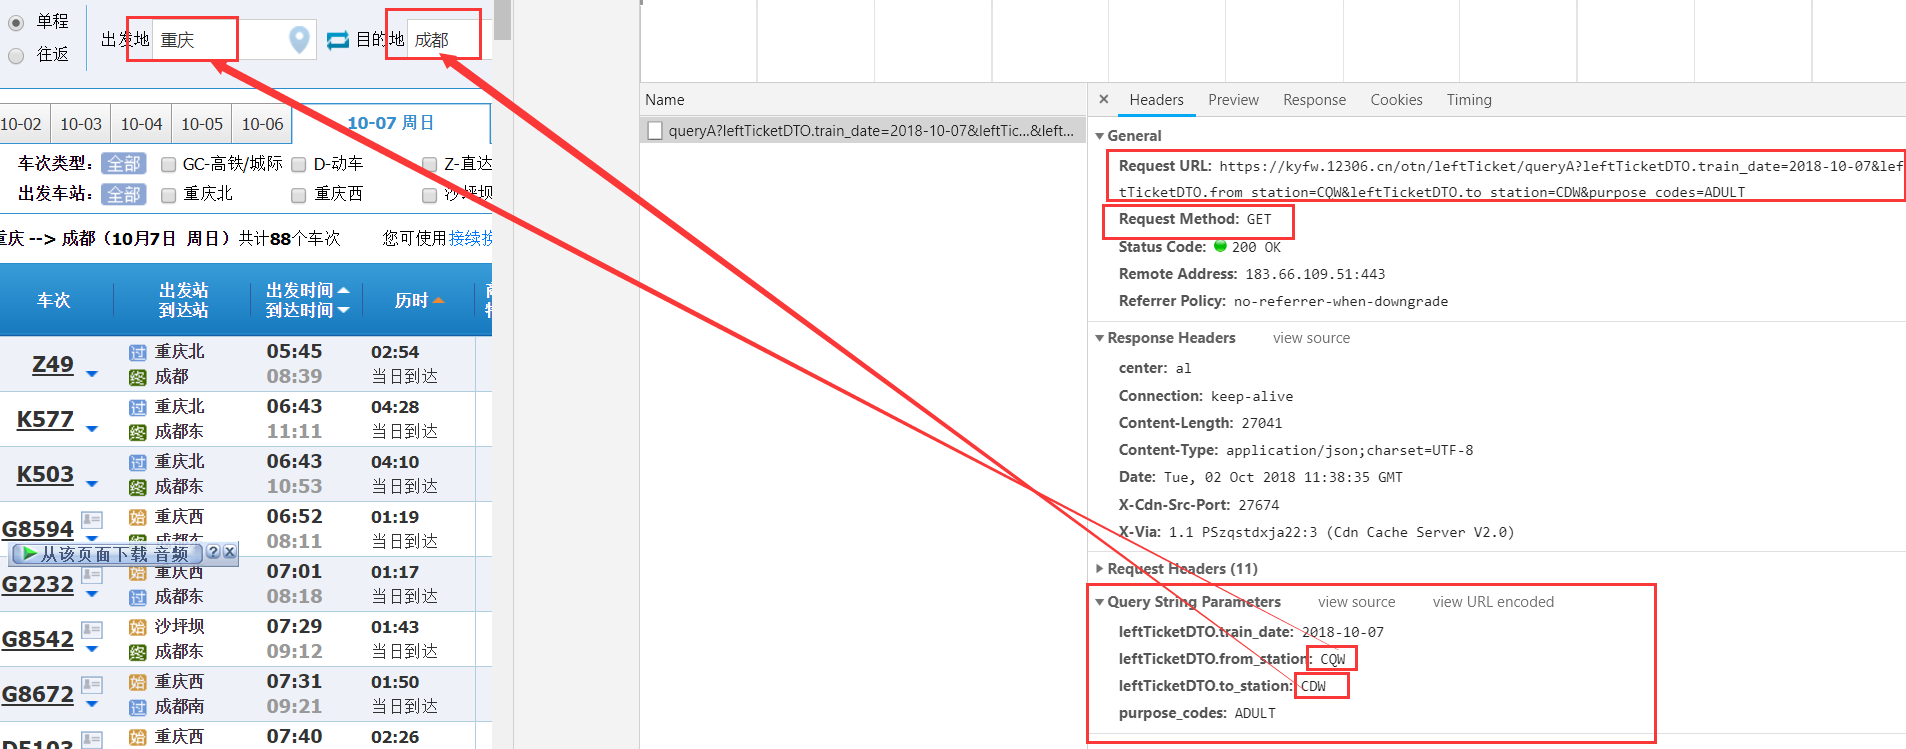 单程
往返
出发地 重庆 目的地 成都
10-02 10-03 10-04 10-05 10-06 10-07 周日
车次类型： 全部 GC-高铁/城际 D-动车 Z-直达
出发车站： 全部 重庆北 重庆西 沙坪坝
重庆 --> 成都（10月7日 周日）共计88个车次 您可使用接续换
车次 出发站 出发时间 历时
到达站 到达时间
Z49 过 重庆北 05:45 02:54
终 成都 08:39 当日到达
K577 过 重庆北 06:43 04:28
终 成都东 11:11 当日到达
K503 过 重庆北 06:43 04:10
终 成都东 10:53 当日到达
G8594 始 重庆西 06:52 01:19
终 成都东 08:11 当日到达
从该页面下载 音频 ? X
G2232 始 重庆西 07:01 01:17
过 成都东 08:18 当日到达
G8542 始 沙坪坝 07:29 01:43
终 成都东 09:12 当日到达
G8672 始 重庆西 07:31 01:50
过 成都南 09:21 当日到达
D5103 始 重庆西 07:40 02:26
Name
queryA?leftTicketDTO.train_date=2018-10-07&leftTic...&left...
× Headers Preview Response Cookies Timing
General
Request URL: https://kyfw.12306.cn/otn/leftTicket/queryA?leftTicketDTO.train_date=2018-10-07&lef
tTicketDTO.from_station=CQW&leftTicketDTO.to_station=CDW&purpose_codes=ADULT
Request Method: GET
Status Code: 200 OK
Remote Address: 183.66.109.51:443
Referrer Policy: no-referrer-when-downgrade
Response Headers view source
center: al
Connection: keep-alive
Content-Length: 27041
Content-Type: application/json;charset=UTF-8
Date: Tue, 02 Oct 2018 11:38:35 GMT
X-Cdn-Src-Port: 27674
X-Via: 1.1 PSzqstdxja22:3 (Cdn Cache Server V2.0)
Request Headers (11)
Query String Parameters view source view URL encoded
leftTicketDTO.train_date: 2018-10-07
leftTicketDTO.from_station: CQW
leftTicketDTO.to_station: CDW
purpose_codes: ADULT